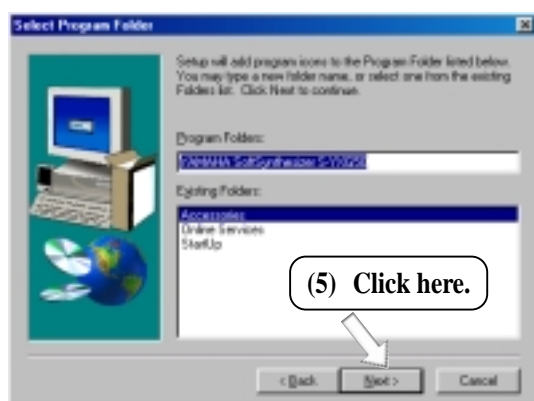 Select Program Folder
Setup will add program icons to the Program Folder listed below.
You may type a new folder name, or select one from the existing
Folders list. Click Next to continue.
Program Folders:
YAMAHA SoftSynthesizer
Existing Folders:
Accessories
Online Services
StartUp
(5) Click here.
< Back
Next >
Cancel